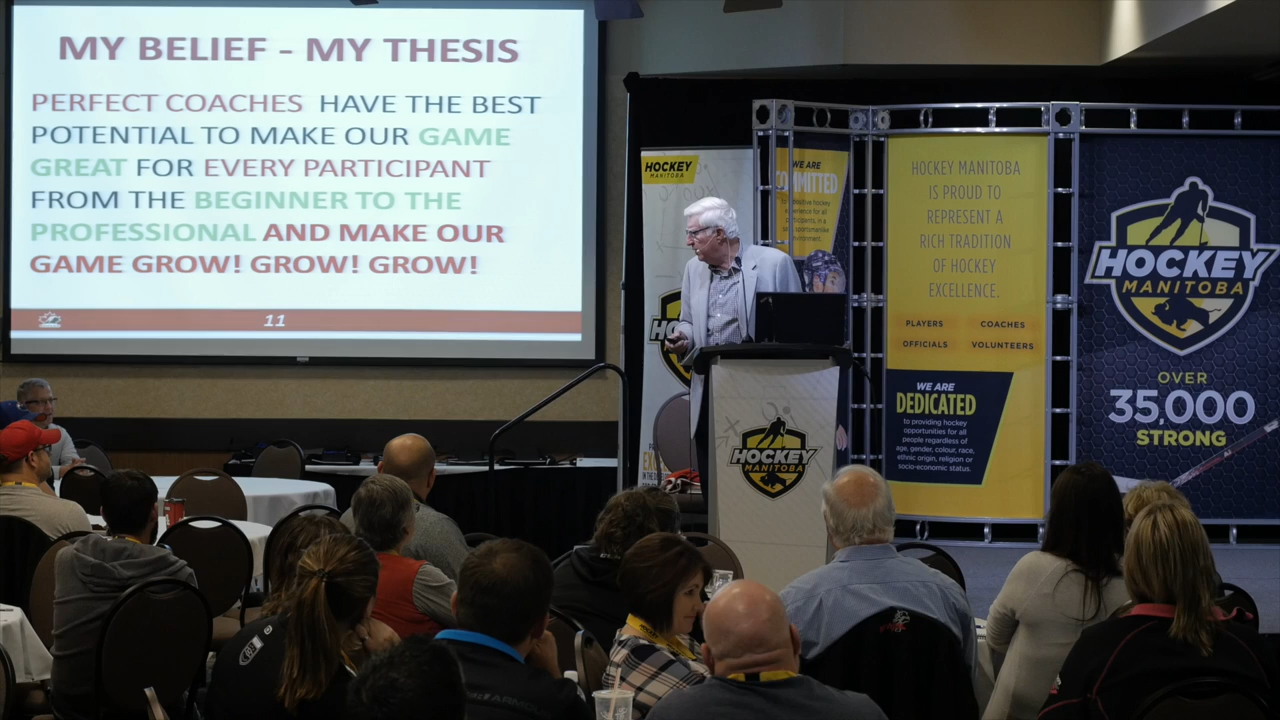 MY BELIEF - MY THESIS
PERFECT COACHES HAVE THE BEST
POTENTIAL TO MAKE OUR GAME
GREAT FOR EVERY PARTICIPANT
FROM THE BEGINNER TO THE
PROFESSIONAL AND MAKE OUR
GAME GROW! GROW! GROW!
11
HOCKEY
MANITOBA
WE ARE
COMMITTED
HOCKEY MANITOBA
IS PROUD TO
REPRESENT A
RICH TRADITION
OF HOCKEY
EXCELLENCE.
PLAYERS COACHES
OFFICIALS VOLUNTEERS
WE ARE
DEDICATED
to providing hockey
opportunities for all
people regardless of
age, gender, colour, race,
ethnic origin, religion or
socio-economic status.
HOCKEY
MANITOBA
OVER
35,000
STRONG
HOCKEY
MANITOBA